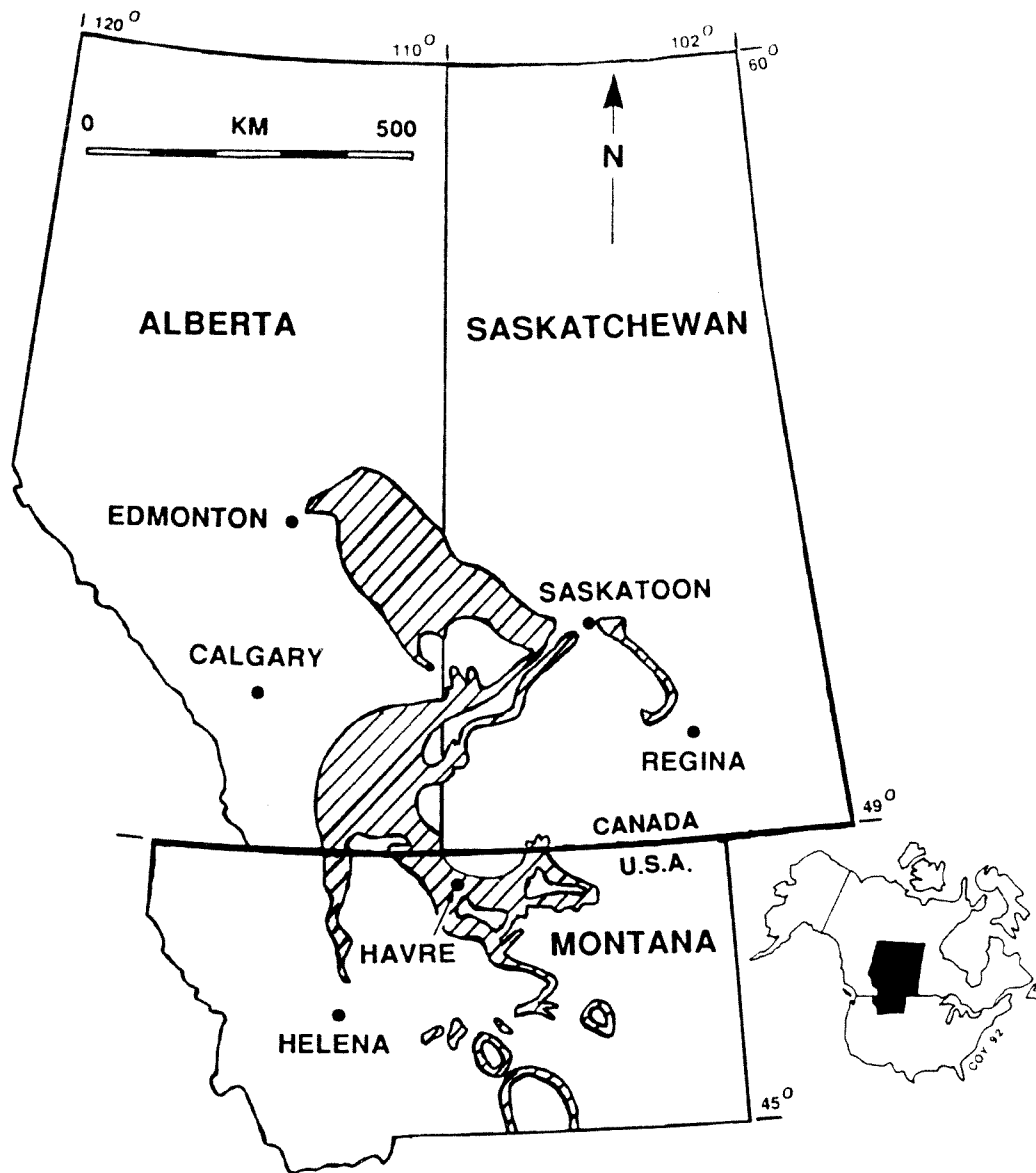 120°
110°
102°
60°
0 KM 500
N
ALBERTA
SASKATCHEWAN
EDMONTON
SASKATOON
CALGARY
REGINA
49°
CANADA
U.S.A.
HAVRE
MONTANA
HELENA
45°
COY 92